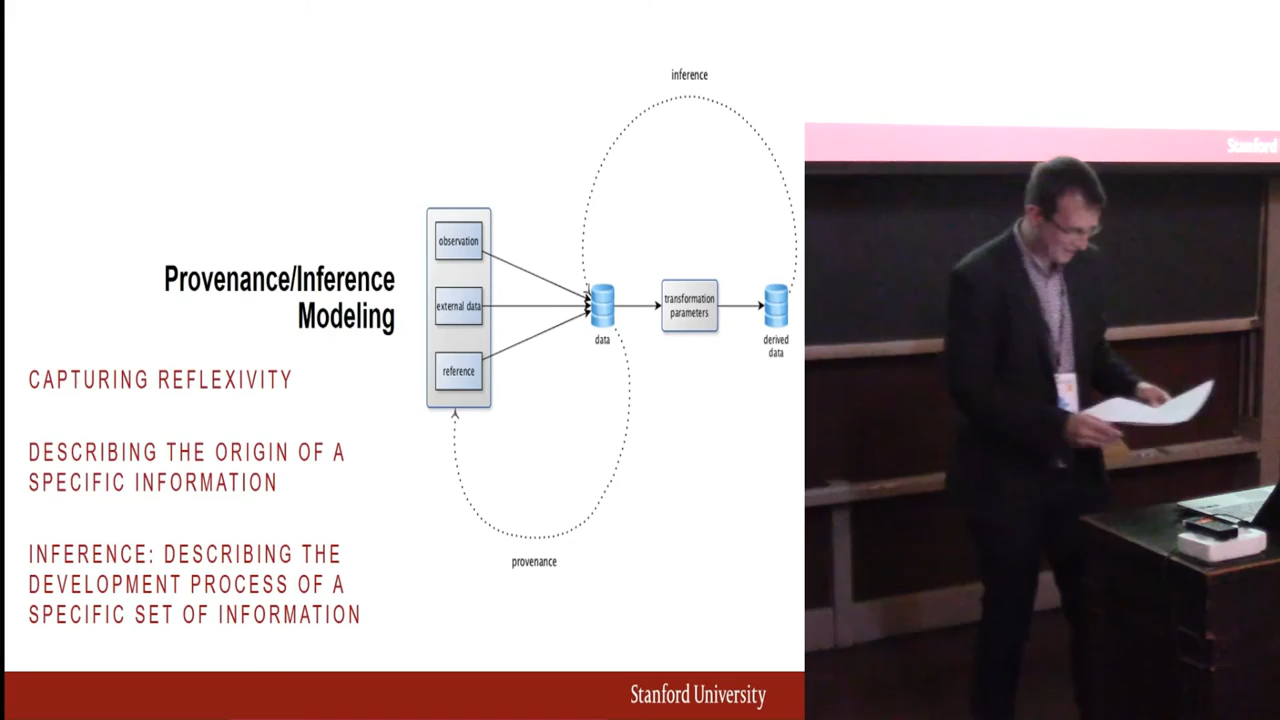 Provenance/Inference
Modeling
CAPTURING REFLEXIVITY
DESCRIBING THE ORIGIN OF A
SPECIFIC INFORMATION
INFERENCE: DESCRIBING THE
DEVELOPMENT PROCESS OF A
SPECIFIC SET OF INFORMATION
inference
observation
external data
reference
data
transformation
parameters
derived
data
provenance
Stanford University
Stanford